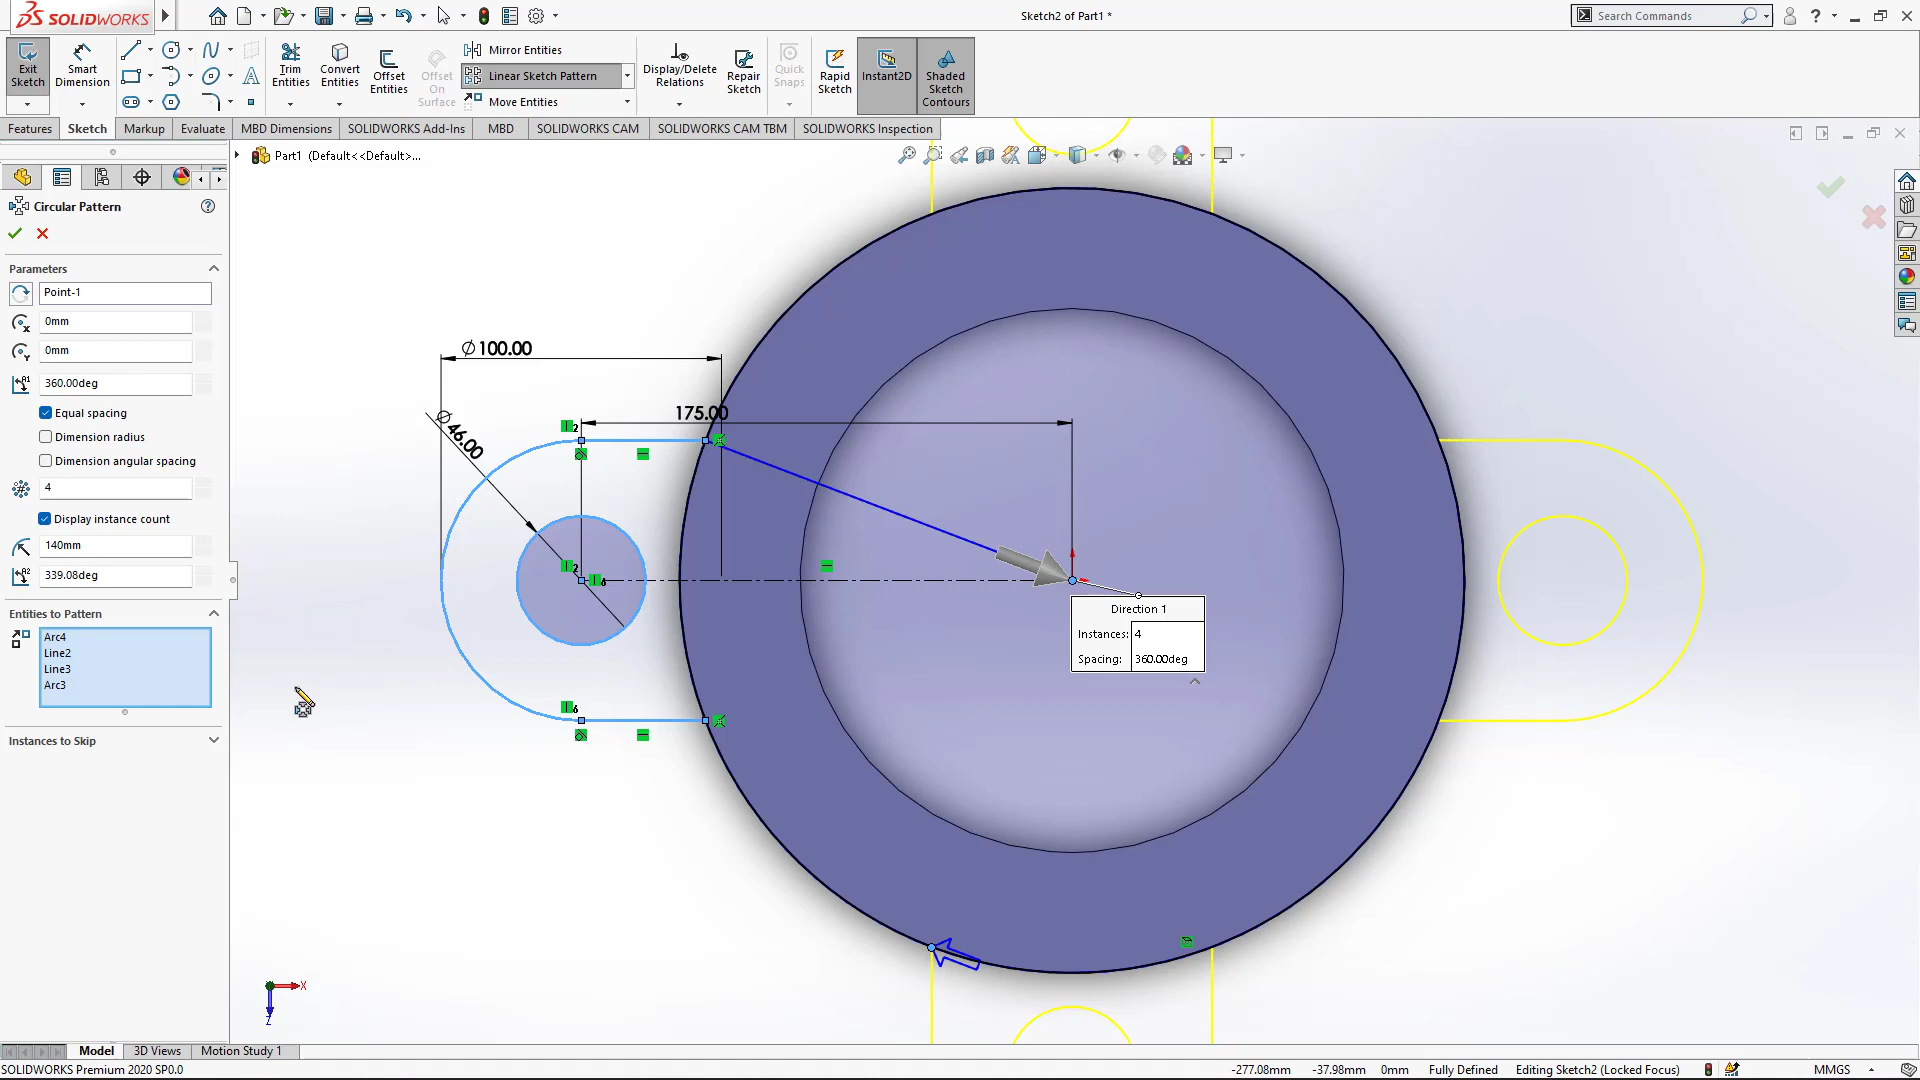 SOLIDWORKS
Sketch2 of Part1 *
Search Commands
Exit Sketch
Smart Dimension
Trim Entities
Convert Entities
Offset Entities
Offset On Surface
Mirror Entities
Linear Sketch Pattern
Move Entities
Display/Delete Relations
Repair Sketch
Quick Snaps
Rapid Sketch
Instant2D
Shaded Sketch Contours
Features
Sketch
Markup
Evaluate
MBD Dimensions
SOLIDWORKS Add-Ins
MBD
SOLIDWORKS CAM
SOLIDWORKS CAM TBM
SOLIDWORKS Inspection
Part1 (Default<<Default>...
Circular Pattern
Parameters
Point-1
0mm
0mm
360.00deg
Equal spacing
Dimension radius
Dimension angular spacing
4
Display instance count
140mm
339.08deg
Entities to Pattern
Arc4
Line2
Line3
Arc3
Instances to Skip
∅100.00
175.00
∅46.00
2
2
6
6
Direction 1
Instances: 4
Spacing: 360.00deg
X
Z
Model
3D Views
Motion Study 1
SOLIDWORKS Premium 2020 SP0.0
-277.08mm
-37.98mm
0mm
Fully Defined
Editing Sketch2 (Locked Focus)
MMGS